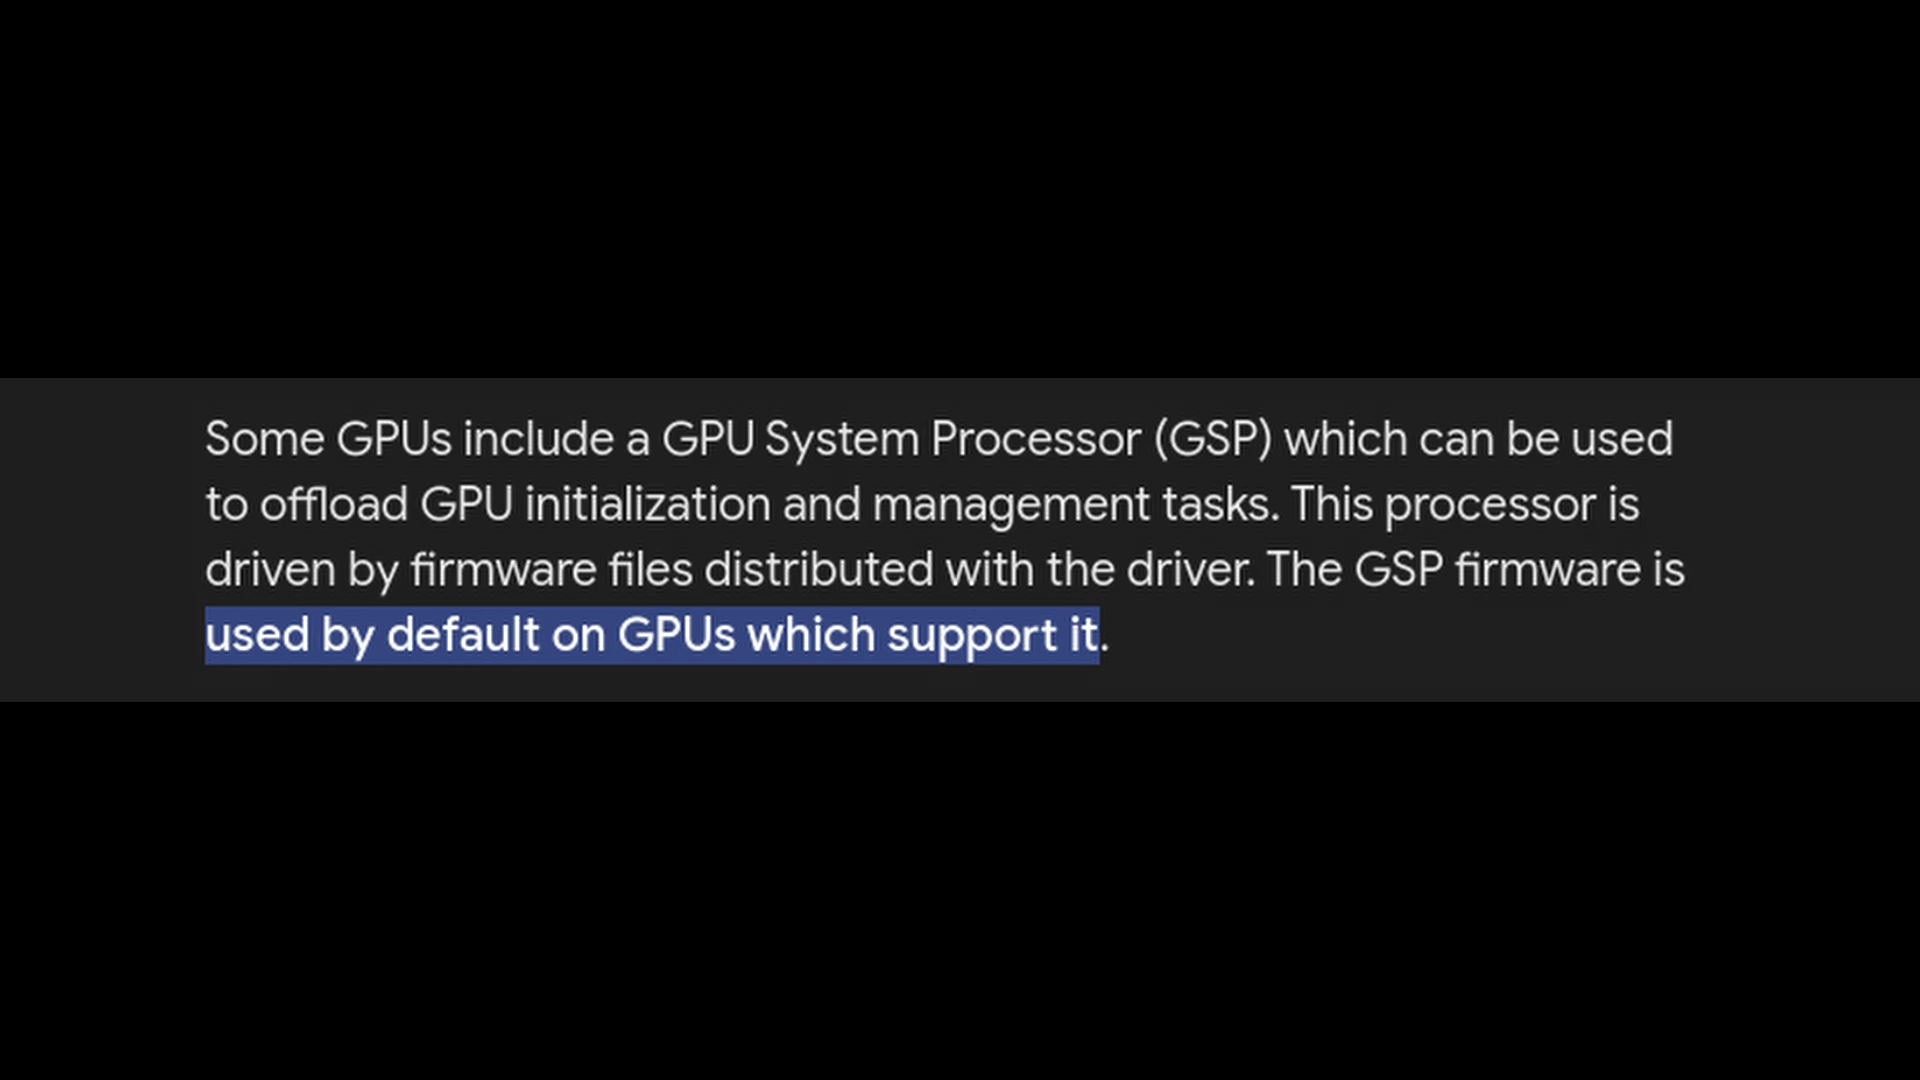 Some GPUs include a GPU System Processor (GSP) which can be used
to offload GPU initialization and management tasks. This processor is
driven by firmware files distributed with the driver. The GSP firmware is
used by default on GPUs which support it.